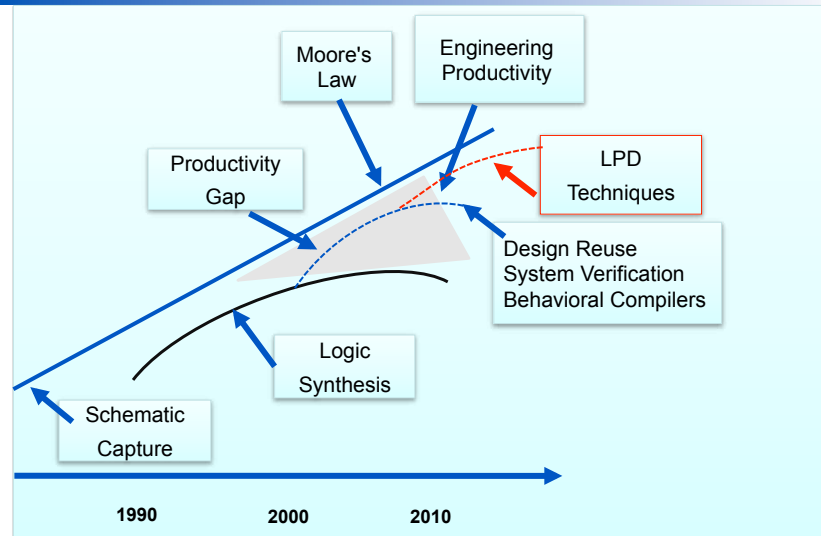 Moore's
Law
Engineering
Productivity
Productivity
Gap
LPD
Techniques
Design Reuse
System Verification
Behavioral Compilers
Logic
Synthesis
Schematic
Capture
1990
2000
2010